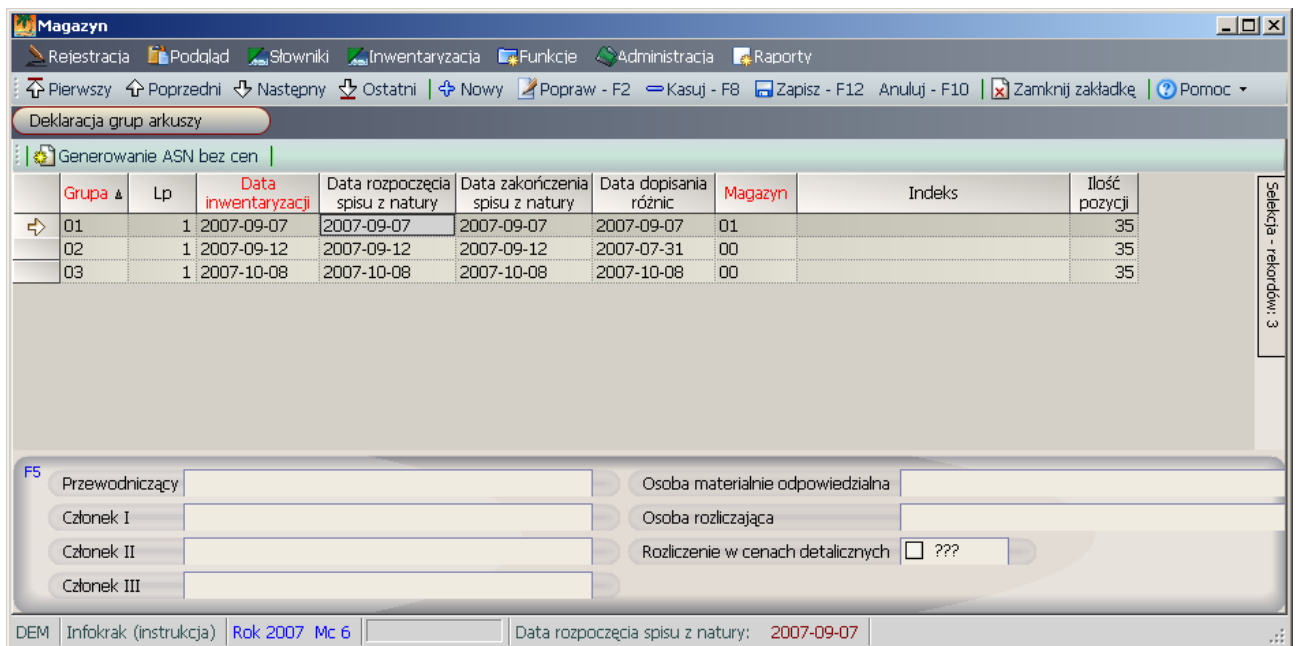 Magazyn
Rejestracja Podgląd Słowniki Inwentaryzacja Funkcje Administracja Raporty
Pierwszy Poprzedni Następny Ostatni Nowy Popraw - F2 Kasuj - F8 Zapisz - F12 Anuluj - F10 Zamknij zakładkę Pomoc
Deklaracja grup arkuszy
Generowanie ASN bez cen
Grupa Lp Data inwentaryzacji Data rozpoczęcia spisu z natury Data zakończenia spisu z natury Data dopisania różnic Magazyn Indeks Ilość pozycji
01 1 2007-09-07 2007-09-07 2007-09-07 2007-09-07 01 35
02 1 2007-09-12 2007-09-12 2007-09-12 2007-07-31 00 35
03 1 2007-10-08 2007-10-08 2007-10-08 2007-10-08 00 35
Selekcja - rekordów: 3
F5
Przewodniczący Osoba materialnie odpowiedzialna
Członek I Osoba rozliczająca
Członek II Rozliczenie w cenach detalicznych ???
Członek III
DEM Infokrak (instrukcja) Rok 2007 Mc 6 Data rozpoczęcia spisu z natury: 2007-09-07